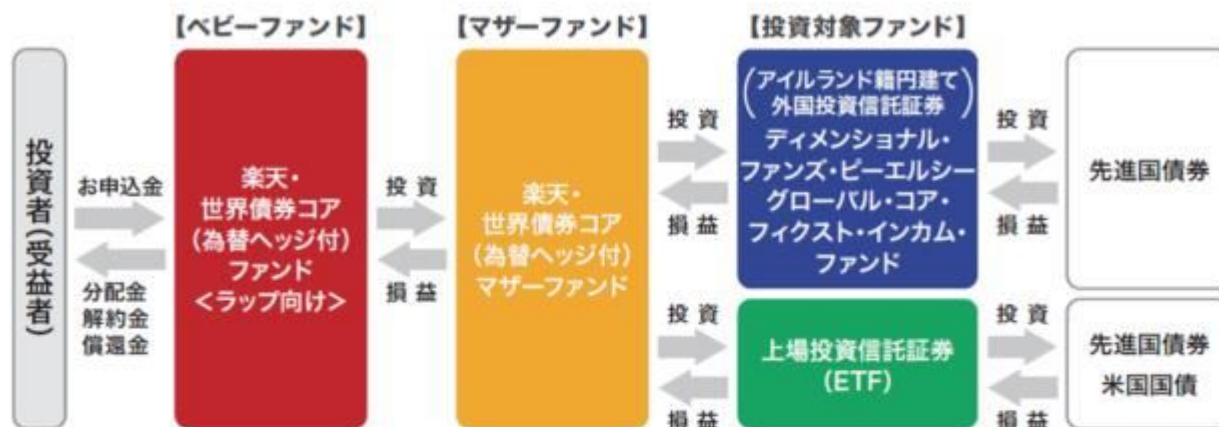 【ベビーファンド】
【マザーファンド】
【投資対象ファンド】
投資者(受益者)
お申込金
分配金
解約金
償還金
楽天・
世界債券コア
(為替ヘッジ付)
ファンド
<ラップ向け>
投資
損益
楽天・
世界債券コア
(為替ヘッジ付)
マザーファンド
投資
損益
(アイルランド籍円建て
外国投資信託証券)
ディメンショナル・
ファンズ・ピーエルシー
グローバル・コア・
フィクスト・インカム・
ファンド
投資
損益
先進国債券
投資
損益
上場投資信託証券
(ETF)
投資
損益
先進国債券
米国国債